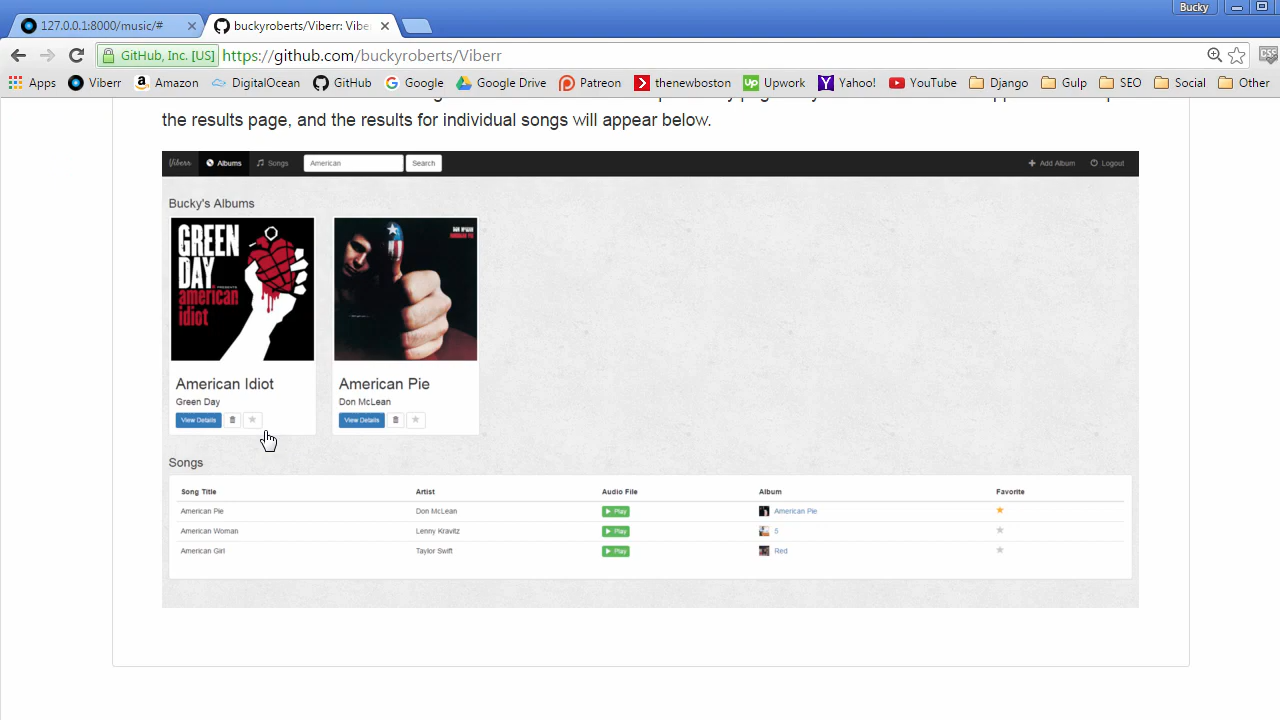 Bucky
127.0.0.1:8000/music/#
buckyroberts/Viberr: Vibe
GitHub, Inc. [US]
https://github.com/buckyroberts/Viberr
Apps Viberr Amazon DigitalOcean GitHub Google Google Drive Patreon thenewboston Upwork Yahoo! YouTube Django Gulp SEO Social Other
the results page, and the results for individual songs will appear below.
Viberr Albums Songs American Search Add Album Logout
Bucky's Albums
GREEN DAY PRESENTS american idiot
DON McLEAN AMERICAN PIE
American Idiot
American Pie
Green Day
Don McLean
View Details
View Details
Songs
Song Title Artist Audio File Album Favorite
American Pie Don McLean Play American Pie
American Woman Lenny Kravitz Play 5
American Girl Taylor Swift Play Red